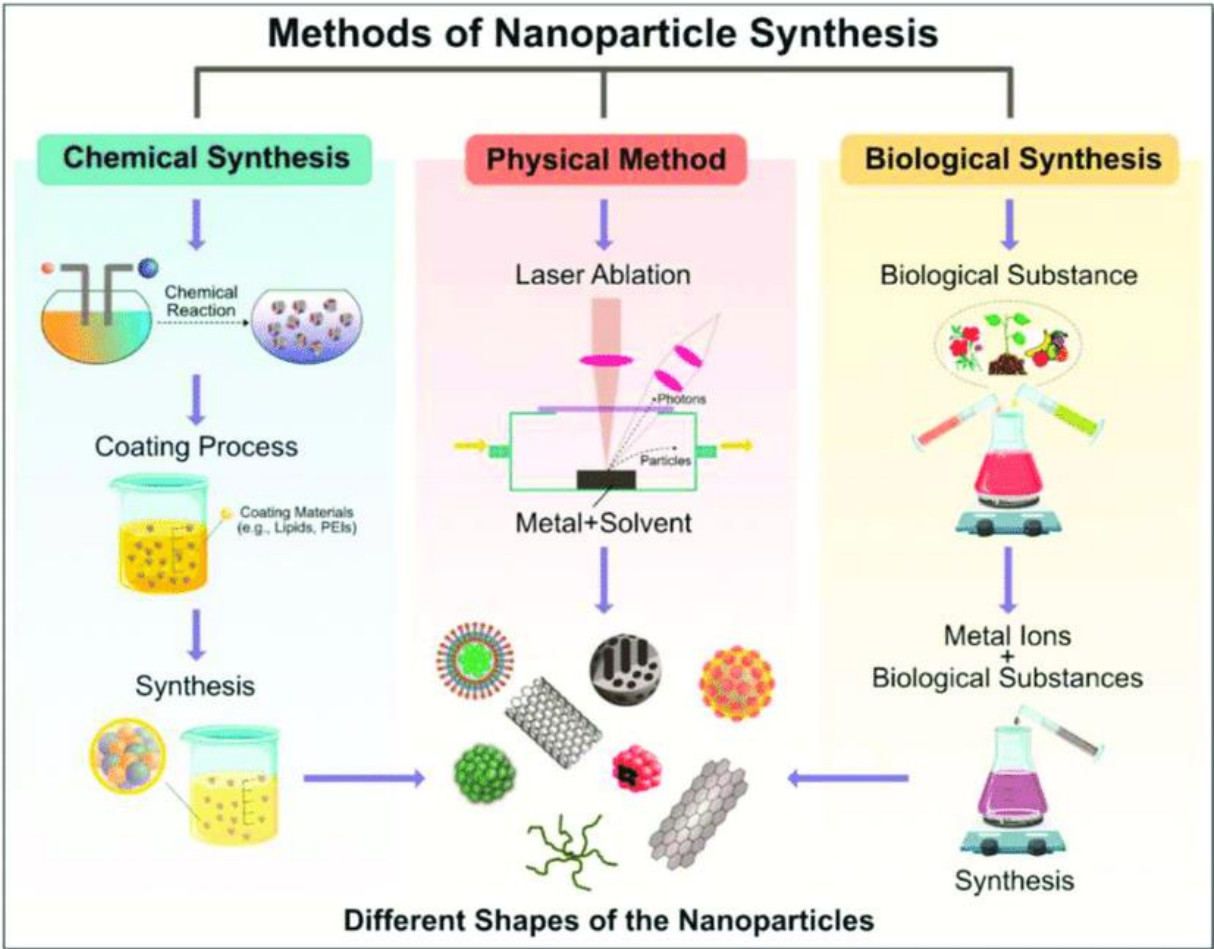 Methods of Nanoparticle Synthesis
Chemical Synthesis
Chemical
Reaction
Coating Process
Coating Materials
(e.g., Lipids, PEIs)
Synthesis
Physical Method
Laser Ablation
Photons
Particles
Metal+Solvent
Biological Synthesis
Biological Substance
Metal Ions
+
Biological Substances
Synthesis
Different Shapes of the Nanoparticles